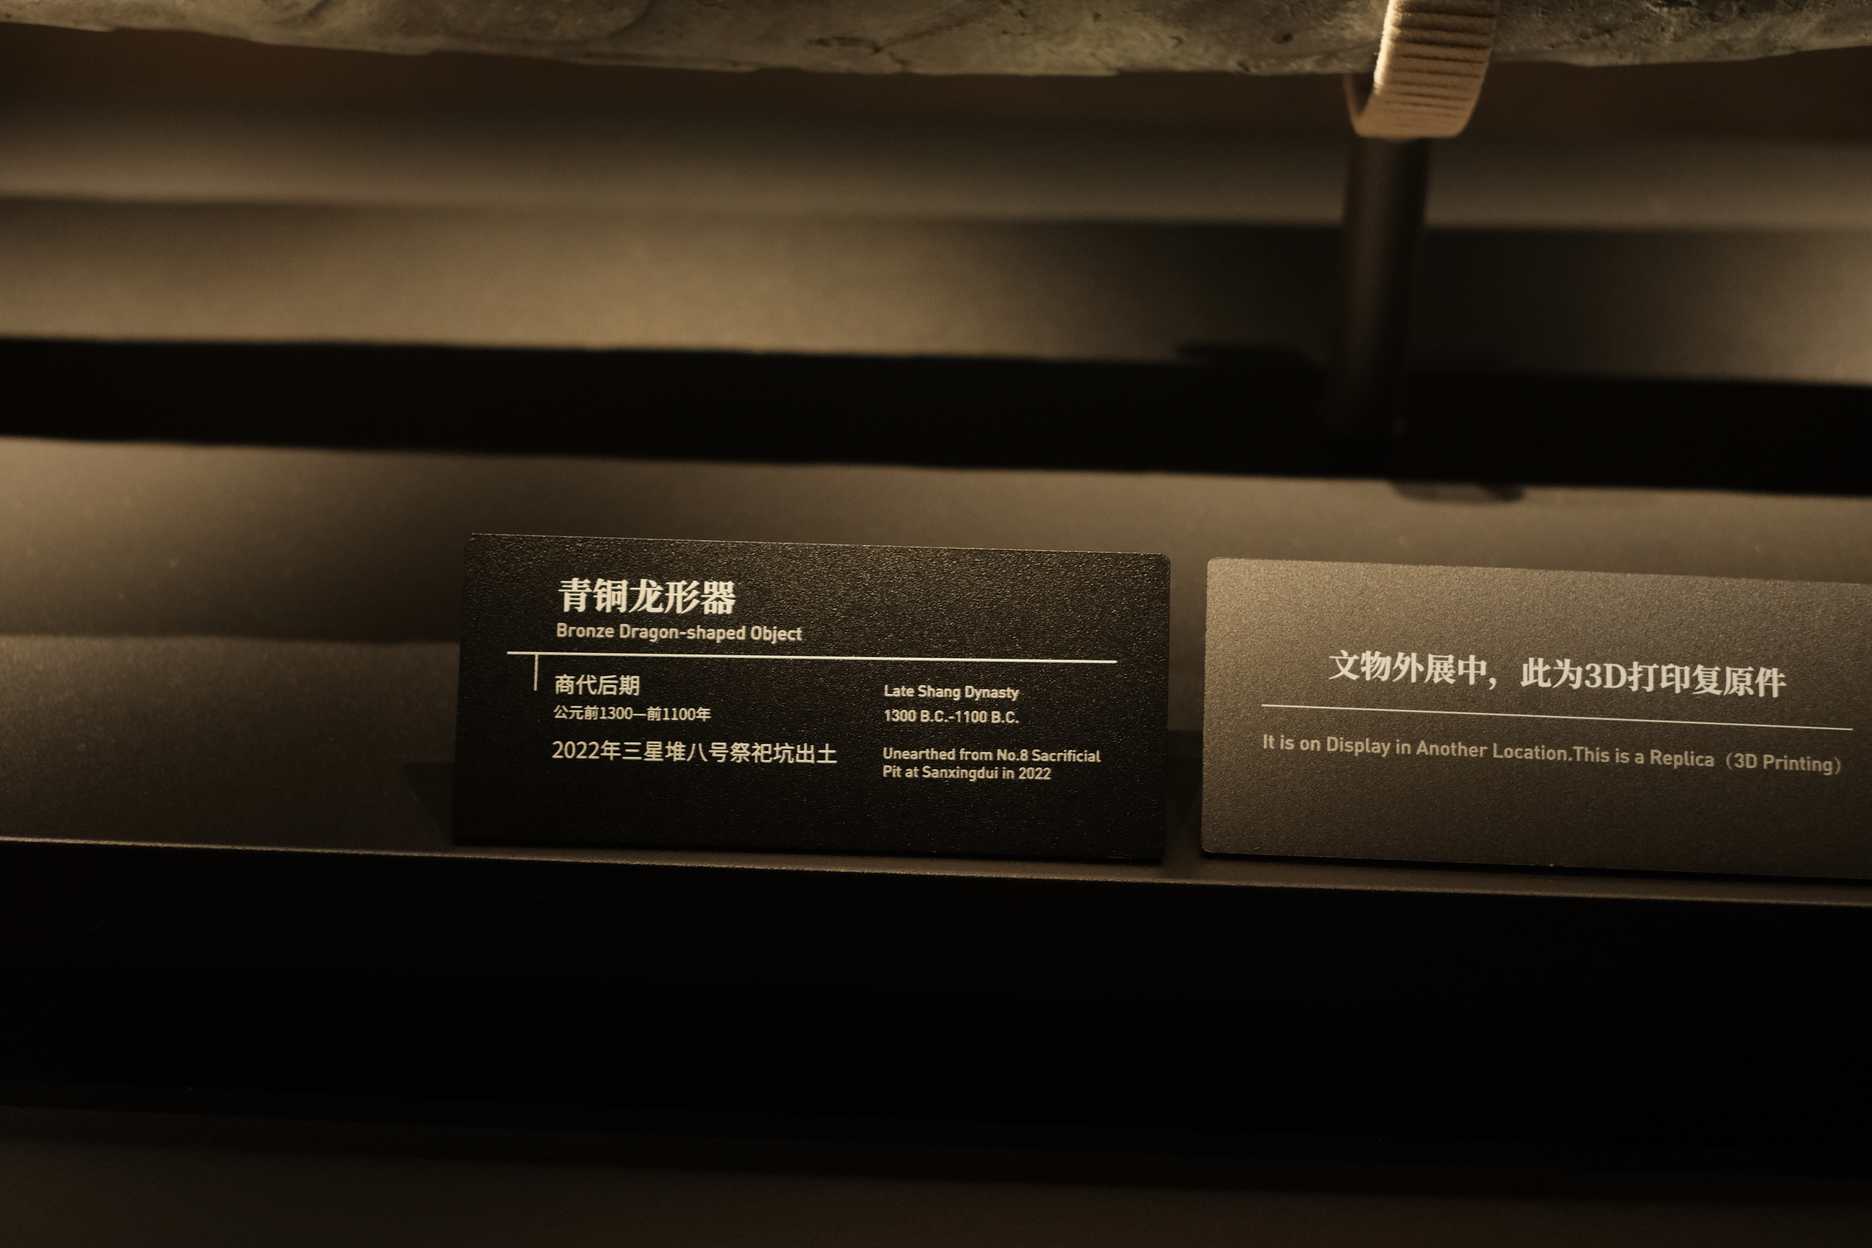 青铜龙形器
Bronze Dragon-shaped Object
商代后期
公元前1300—前1100年
2022年三星堆八号祭祀坑出土
Late Shang Dynasty
1300 B.C.-1100 B.C.
Unearthed from No.8 Sacrificial
Pit at Sanxingdui in 2022
文物外展中，此为3D打印复原件
It is on Display in Another Location.This is a Replica（3D Printing）